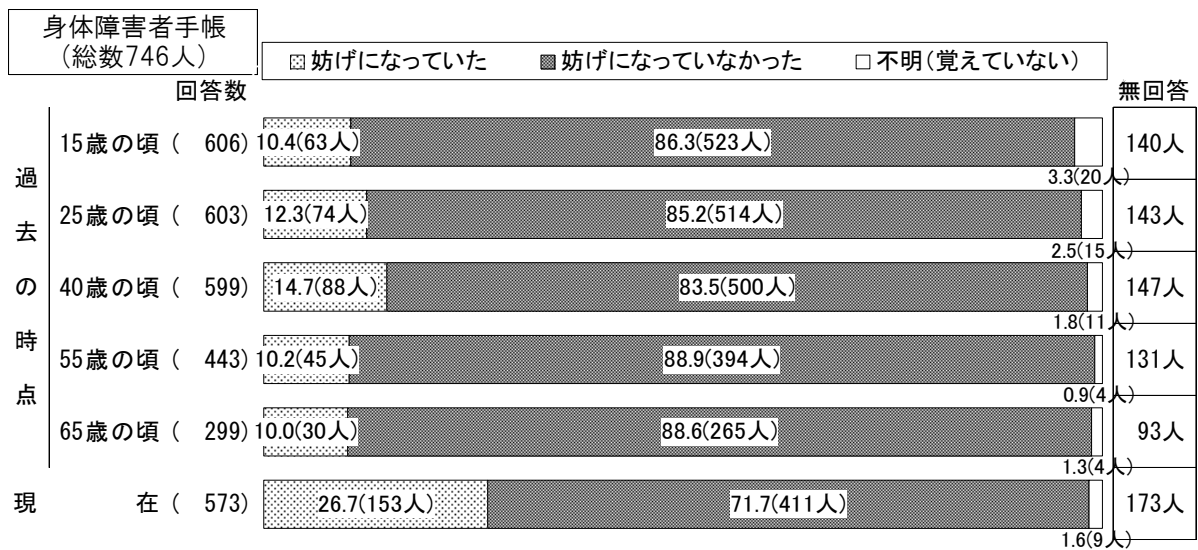 身体障害者手帳
(総数746人)
妨げになっていた 妨げになっていなかった 不明(覚えていない)
回答数 無回答
過去の時点
15歳の頃 ( 606) 10.4(63人) 86.3(523人) 3.3(20人) 140人
25歳の頃 ( 603) 12.3(74人) 85.2(514人) 2.5(15人) 143人
40歳の頃 ( 599) 14.7(88人) 83.5(500人) 1.8(11人) 147人
55歳の頃 ( 443) 10.2(45人) 88.9(394人) 0.9(4人) 131人
65歳の頃 ( 299) 10.0(30人) 88.6(265人) 1.3(4人) 93人
現在 ( 573) 26.7(153人) 71.7(411人) 1.6(9人) 173人